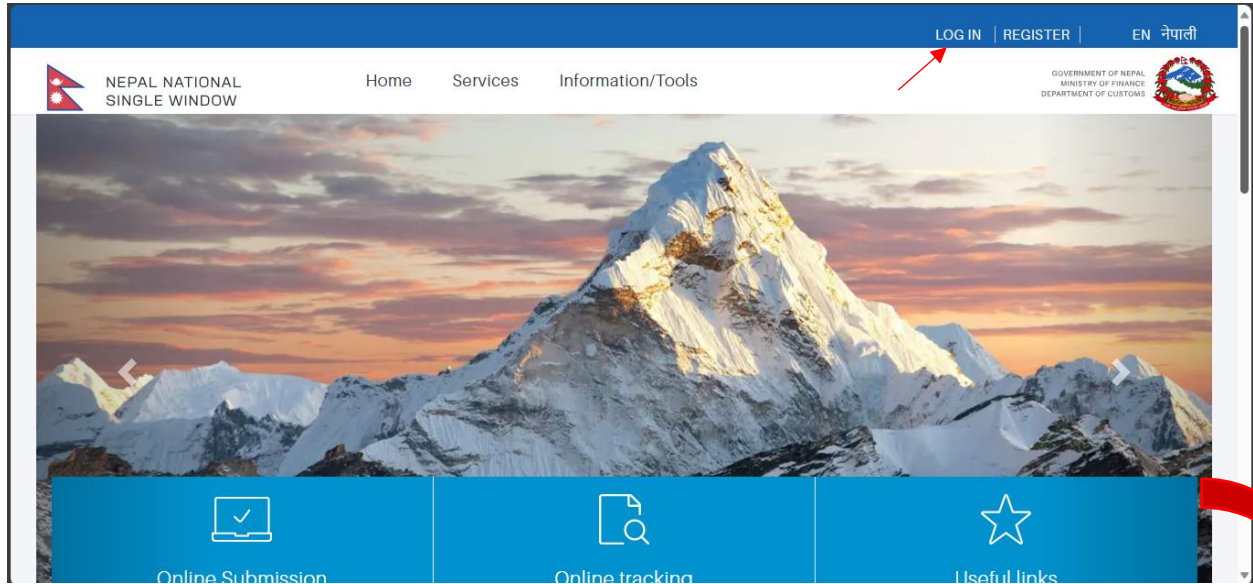 LOG IN | REGISTER | EN नेपाली
NEPAL NATIONAL
SINGLE WINDOW
Home Services Information/Tools
GOVERNMENT OF NEPAL
MINISTRY OF FINANCE
DEPARTMENT OF CUSTOMS
Online Submission Online tracking Useful links